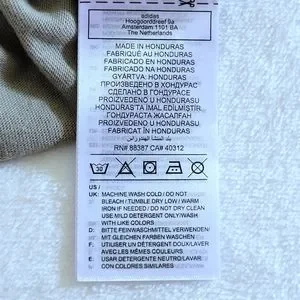 adidas
Hoogoorddreef 9a
Amsterdam 1101 BA
The Netherlands
MADE IN HONDURAS
FABRIQUÉ AU HONDURAS
FABRICADO EN HONDURAS
FABRICADO NA HONDURAS
GYÁRTVA: HONDURAS
ПРОИЗВЕДЕНО В ХОНДУРАС
СДЕЛАНО В ГОНДУРАСЕ
PROIZVEDENO U HONDURASU
HONDURAS'TA İMAL EDİLMİŞTİR
ГОНДУРАСТА ЖАСАЛҒАН
PROIZVEDENO U HONDURASU
FABRICAT ÎN HONDURAS
RN# 88387 CA# 40312
30
US /
UK: MACHINE WASH COLD / DO NOT
BLEACH / TUMBLE DRY LOW / WARM
IRON IF NEEDED / DO NOT DRY CLEAN
USE MILD DETERGENT ONLY/WASH
WITH LIKE COLORS
D: BITTE FEINWASCHMITTEL VERWENDEN/
MIT GLEICHEN FARBEN WASCHEN
F: UTILISER UN DETERGENT DOUX/LAVER
AVEC LES MÊMES COULEURS
E: USAR DETERGENTE NEUTRO/LAVAR
CON COLORES SIMILARES